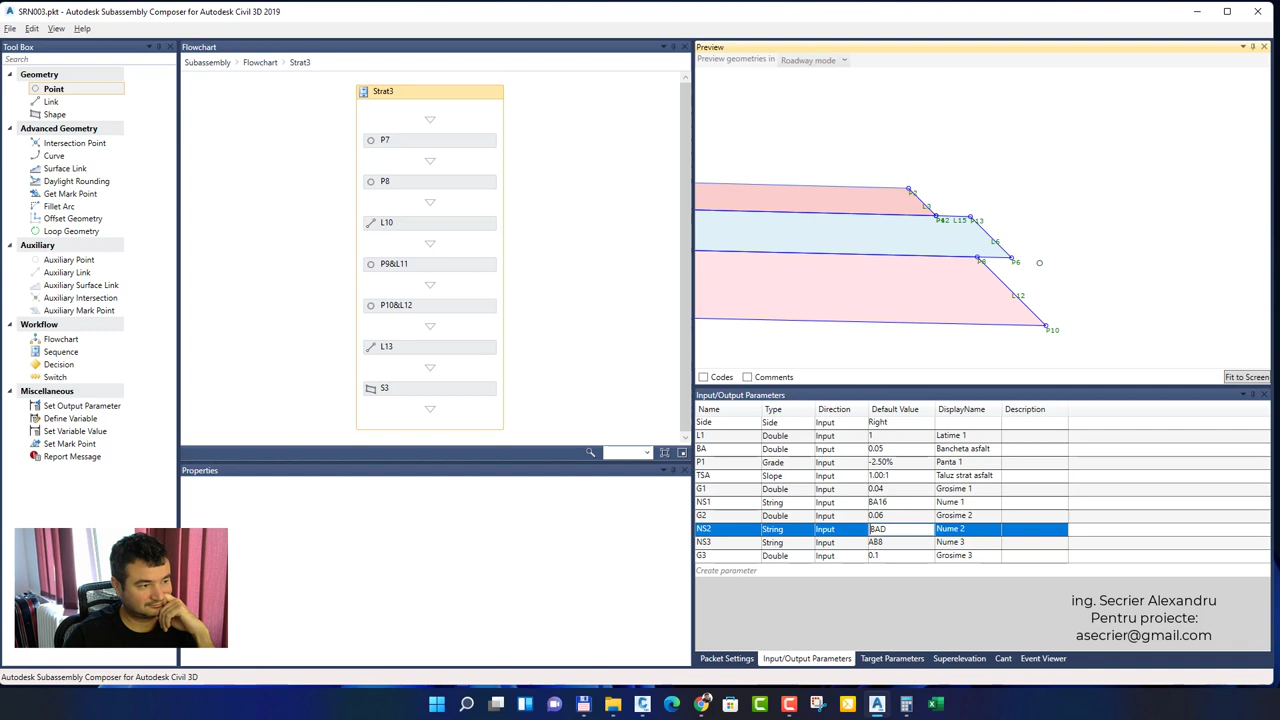 SRN003.pkt - Autodesk Subassembly Composer for Autodesk Civil 3D 2019
File Edit View Help
Tool Box
Search
Geometry
Point
Link
Shape
Advanced Geometry
Intersection Point
Curve
Surface Link
Daylight Rounding
Get Mark Point
Fillet Arc
Offset Geometry
Loop Geometry
Auxiliary
Auxiliary Point
Auxiliary Link
Auxiliary Surface Link
Auxiliary Intersection
Auxiliary Mark Point
Workflow
Flowchart
Sequence
Decision
Switch
Miscellaneous
Set Output Parameter
Define Variable
Set Variable Value
Set Mark Point
Report Message
Flowchart
Subassembly Flowchart Strat3
Strat3
P7
P8
L10
P9&L11
P10&L12
L13
S3
Properties
Preview
Preview geometries in Roadway mode
P2
L3
L15 P13
L6
P8 P6
L12
P10
Codes Comments Fit to Screen
Input/Output Parameters
Name Type Direction Default Value DisplayName Description
Side Side Input Right
L1 Double Input 1 Latime 1
BA Double Input 0.05 Bancheta asfalt
P1 Grade Input -2.50% Panta 1
TSA Slope Input 1.00:1 Taluz strat asfalt
G1 Double Input 0.04 Grosime 1
NS1 String Input BA16 Nume 1
G2 Double Input 0.06 Grosime 2
NS2 String Input BAD Nume 2
NS3 String Input AB8 Nume 3
G3 Double Input 0.1 Grosime 3
Create parameter
ing. Secrier Alexandru
Pentru proiecte:
asecrier@gmail.com
Packet Settings Input/Output Parameters Target Parameters Superelevation Cant Event Viewer
Autodesk Subassembly Composer for Autodesk Civil 3D